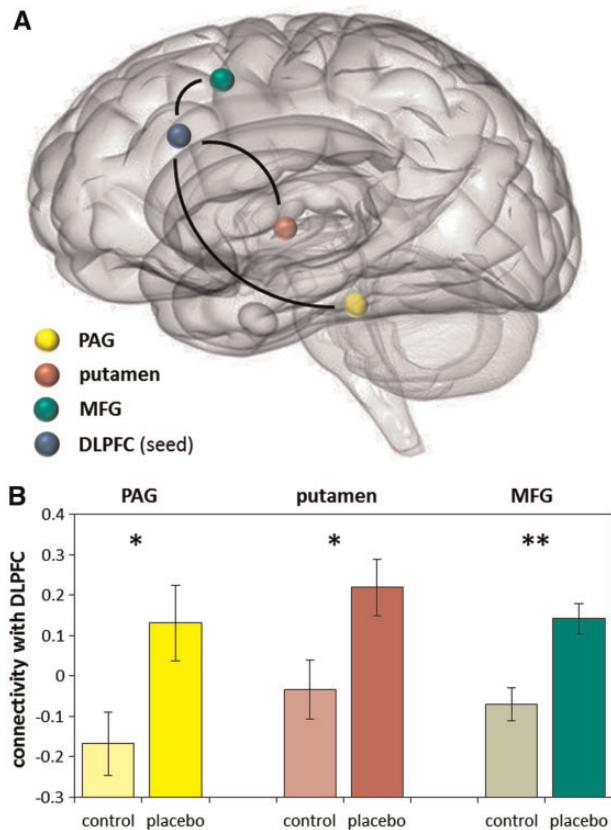 A
PAG
putamen
MFG
DLPFC (seed)
B
PAG putamen MFG
* * **
connectivity with DLPFC
0.4
0.3
0.2
0.1
0
-0.1
-0.2
-0.3
control placebo control placebo control placebo